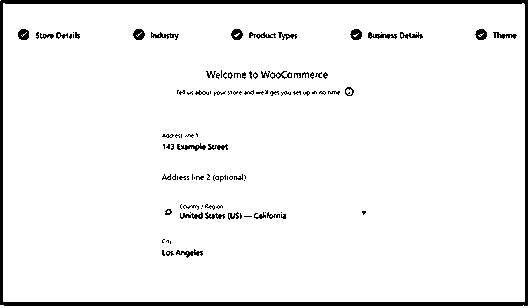 Store Details
Industry
Product Types
Business Details
Theme
Welcome to WooCommerce
Tell us about your store and we'll get you set up in no time
Address line 1
143 Example Street
Address line 2 (optional)
Country / Region
United States (US) — California
City
Los Angeles